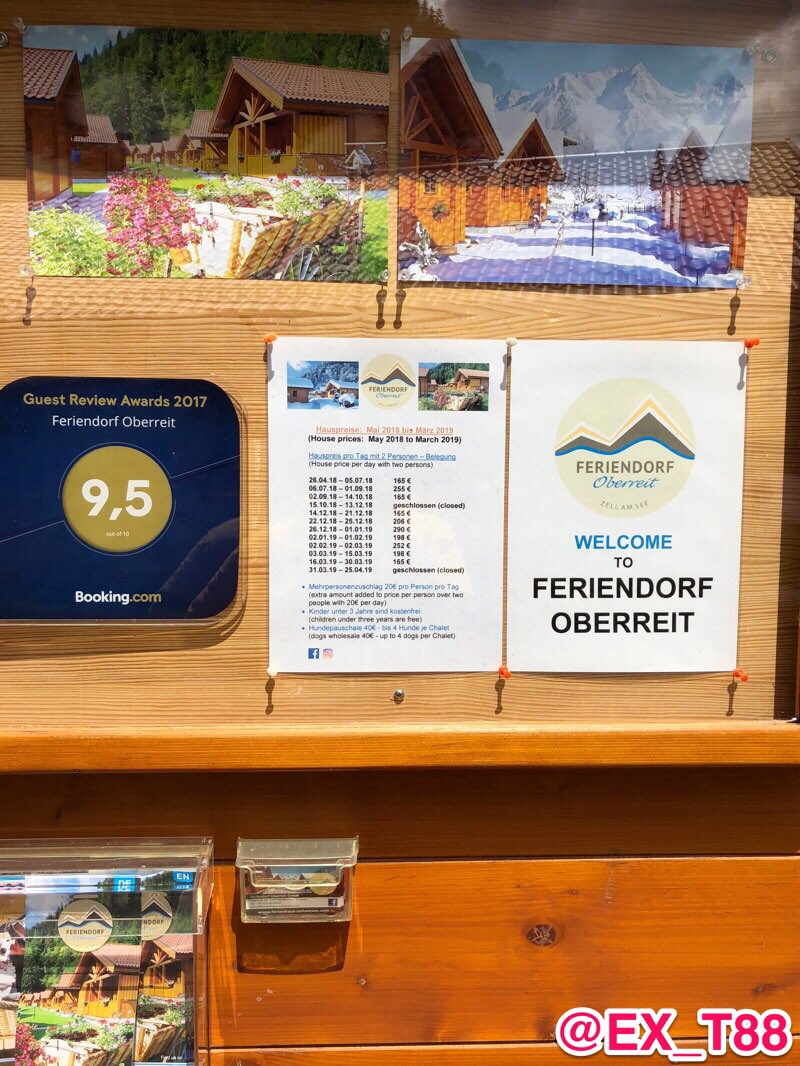 Guest Review Awards 2017
Feriendorf Oberreit
9,5
out of 10
Booking.com
FERIENDORF
Oberreit
Hauspreise: Mai 2018 bis März 2019
(House prices: May 2018 to March 2019)
Hauspreis pro Tag mit 2 Personen – Belegung
(House price per day with two persons)
26.04.18 – 05.07.18 165 €
06.07.18 – 01.09.18 255 €
02.09.18 – 14.10.18 165 €
15.10.18 – 13.12.18 geschlossen (closed)
14.12.18 – 21.12.18 165 €
22.12.18 – 25.12.18 206 €
26.12.18 – 01.01.19 290 €
02.01.19 – 01.02.19 198 €
02.02.19 – 02.03.19 252 €
03.03.19 – 15.03.19 198 €
16.03.19 – 30.03.19 165 €
31.03.19 – 25.04.19 geschlossen (closed)
• Mehrpersonenzuschlag 20€ pro Person pro Tag
(extra amount added to price per person over two
people with 20€ per day)
• Kinder unter 3 Jahre sind kostenfrei
(children under three years are free)
• Hundepauschale 40€ - bis 4 Hunde je Chalet
(dogs wholesale 40€ - up to 4 dogs per Chalet)
FERIENDORF
Oberreit
ZELL AM SEE
WELCOME
TO
FERIENDORF
OBERREIT
DE
EN
FERIENDORF
DORF
Find us on
Feriendorf Oberreit GmbH
@EX_T88